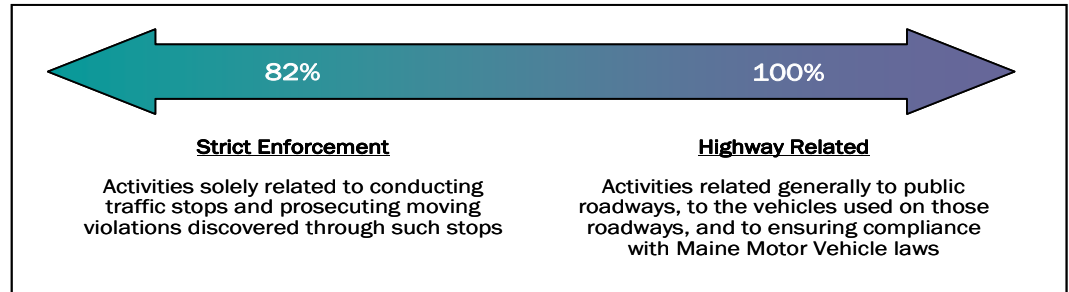 82%
100%
Strict Enforcement
Activities solely related to conducting
traffic stops and prosecuting moving
violations discovered through such stops
Highway Related
Activities related generally to public
roadways, to the vehicles used on those
roadways, and to ensuring compliance
with Maine Motor Vehicle laws